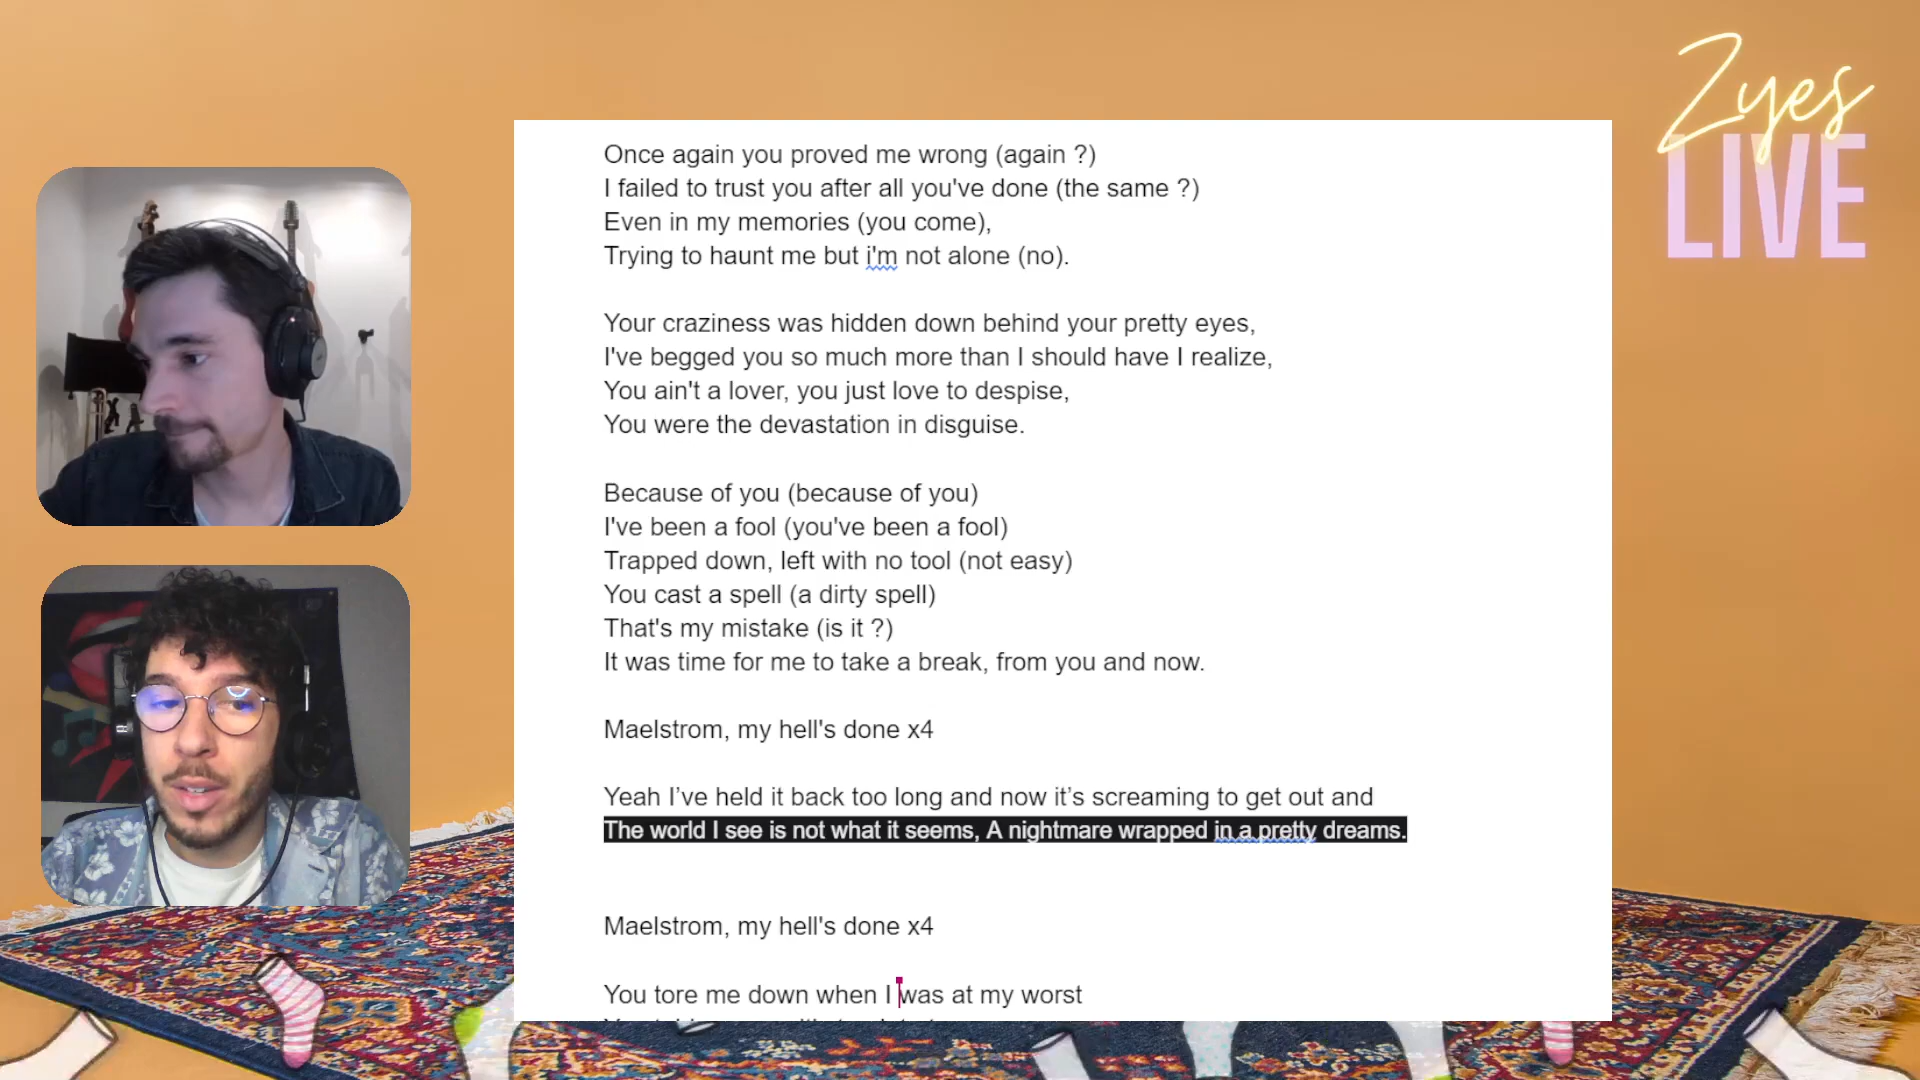 Zyes
LIVE
Once again you proved me wrong (again ?)
I failed to trust you after all you've done (the same ?)
Even in my memories (you come),
Trying to haunt me but i'm not alone (no).
Your craziness was hidden down behind your pretty eyes,
I've begged you so much more than I should have I realize,
You ain't a lover, you just love to despise,
You were the devastation in disguise.
Because of you (because of you)
I've been a fool (you've been a fool)
Trapped down, left with no tool (not easy)
You cast a spell (a dirty spell)
That's my mistake (is it ?)
It was time for me to take a break, from you and now.
Maelstrom, my hell's done x4
Yeah I’ve held it back too long and now it’s screaming to get out and
The world I see is not what it seems, A nightmare wrapped in a pretty dreams.
Maelstrom, my hell's done x4
You tore me down when I was at my worst